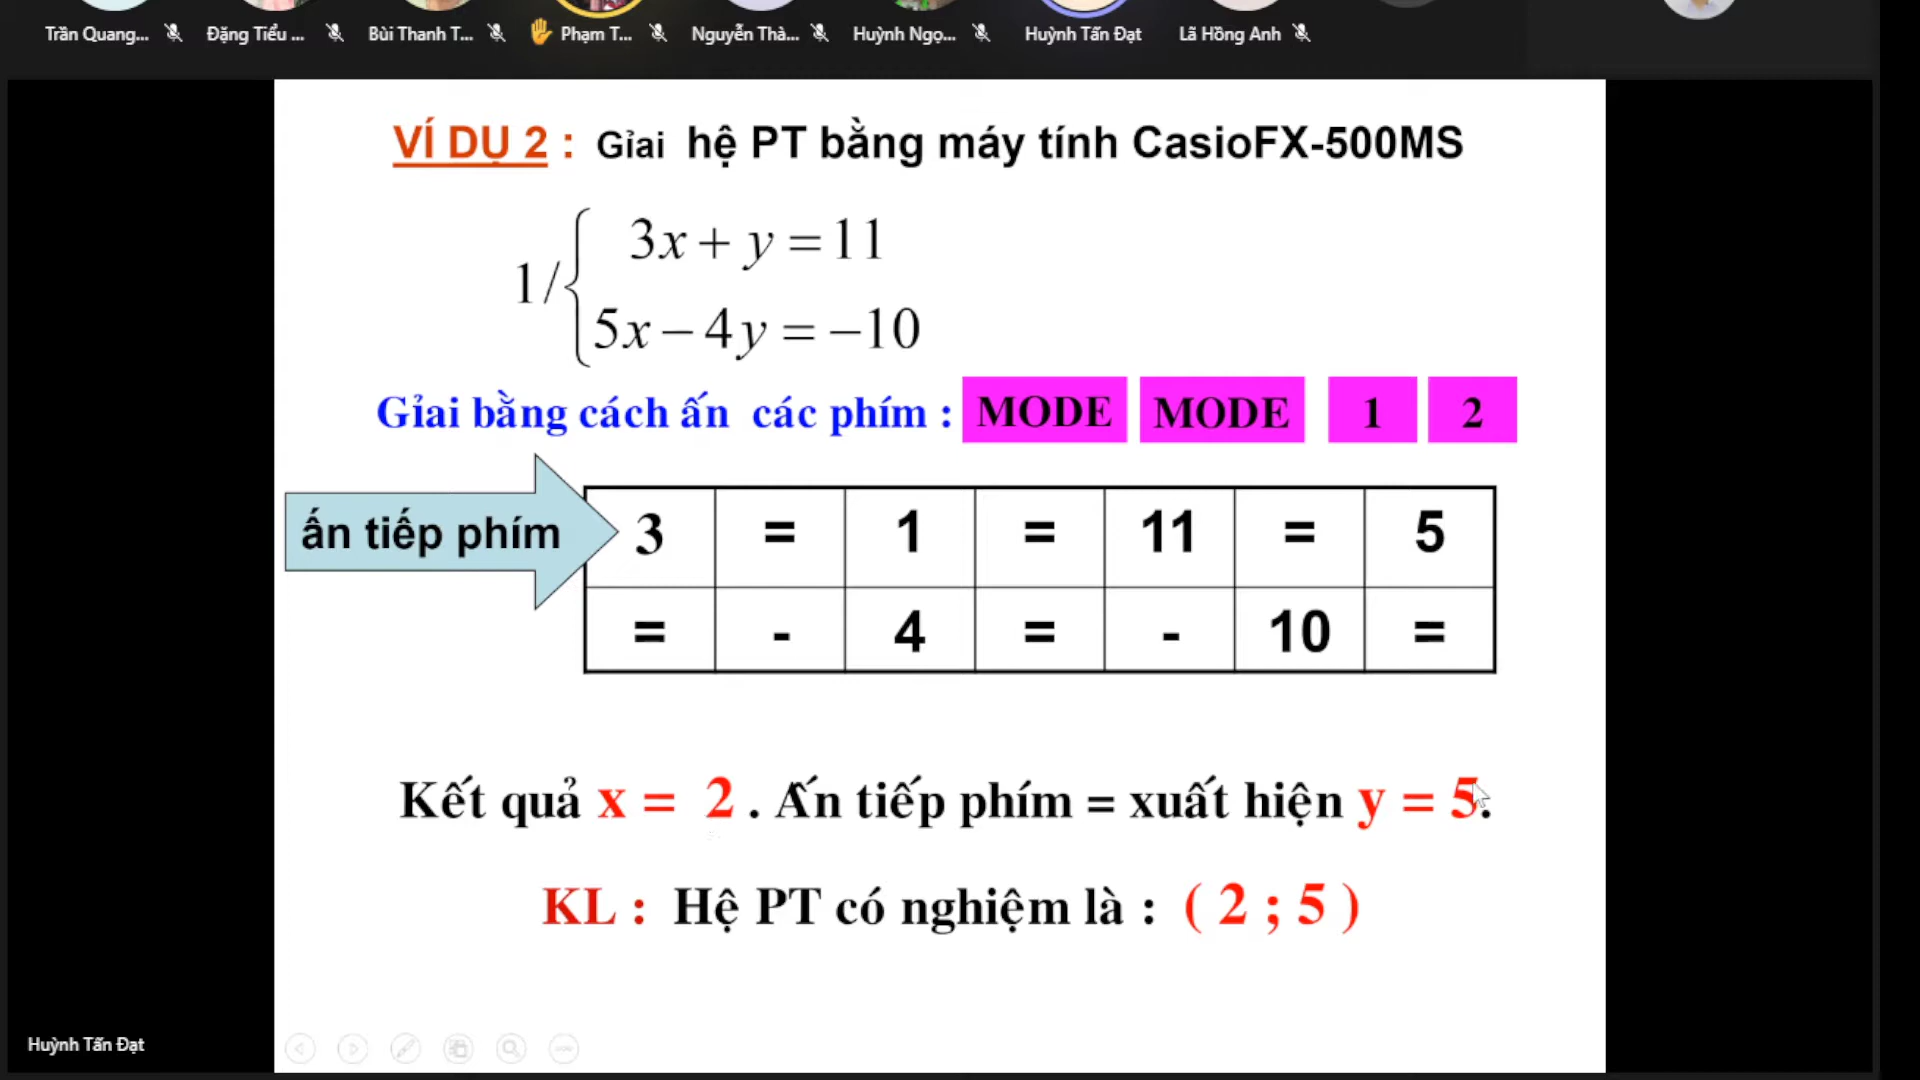 Trần Quang... Đặng Tiểu ... Bùi Thanh T... Phạm T... Nguyễn Thà... Huỳnh Ngọ... Huỳnh Tấn Đạt Lã Hồng Anh
VÍ DỤ 2 : Gỉai hệ PT bằng máy tính CasioFX-500MS
3x + y = 11
1/
5x − 4y = −10
Gỉai bằng cách ấn các phím : MODE MODE 1 2
ấn tiếp phím 3 = 1 = 11 = 5
= - 4 = - 10 =
Kết quả x = 2 . Ấn tiếp phím = xuất hiện y = 5.
KL : Hệ PT có nghiệm là : ( 2 ; 5 )
Huỳnh Tấn Đạt